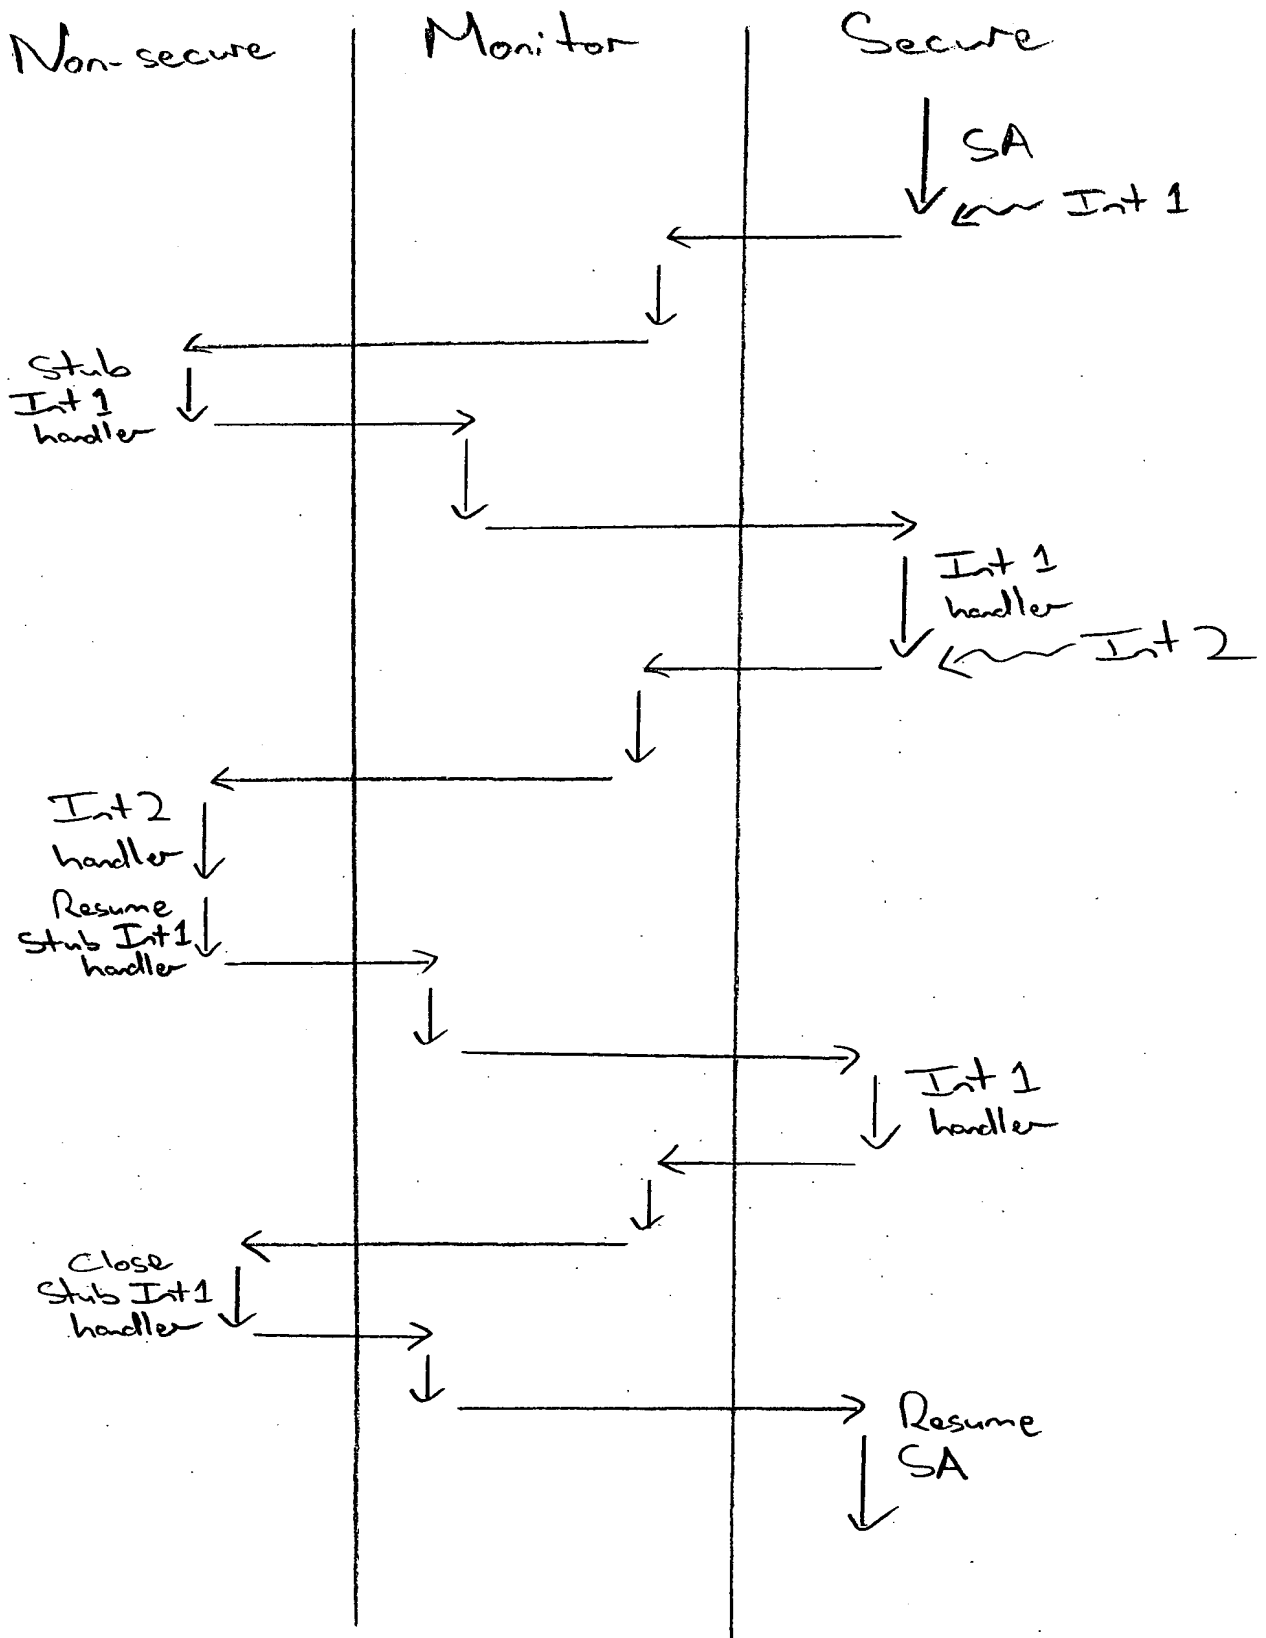 Non-secure
Monitor
Secure
SA
Int 1
Stub
Int 1
handler
Int 1
handler
Int 2
Int 2
handler
Resume
Stub Int 1
handler
Int 1
handler
Close
Stub Int 1
handler
Resume
SA